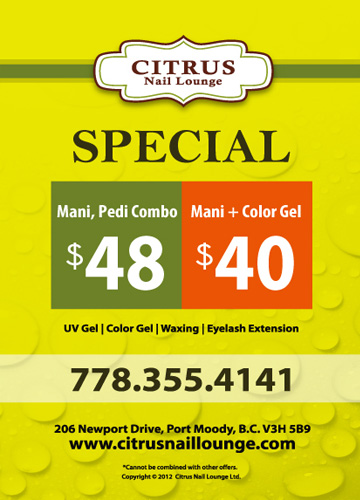 CITRUS
Nail Lounge
SPECIAL
Mani, Pedi Combo
$48
Mani + Color Gel
$40
UV Gel | Color Gel | Waxing | Eyelash Extension
778.355.4141
206 Newport Drive, Port Moody, B.C. V3H 5B9
www.citrusnaillounge.com
*Cannot be combined with other offers.
Copyright © 2012 Citrus Nail Lounge Ltd.